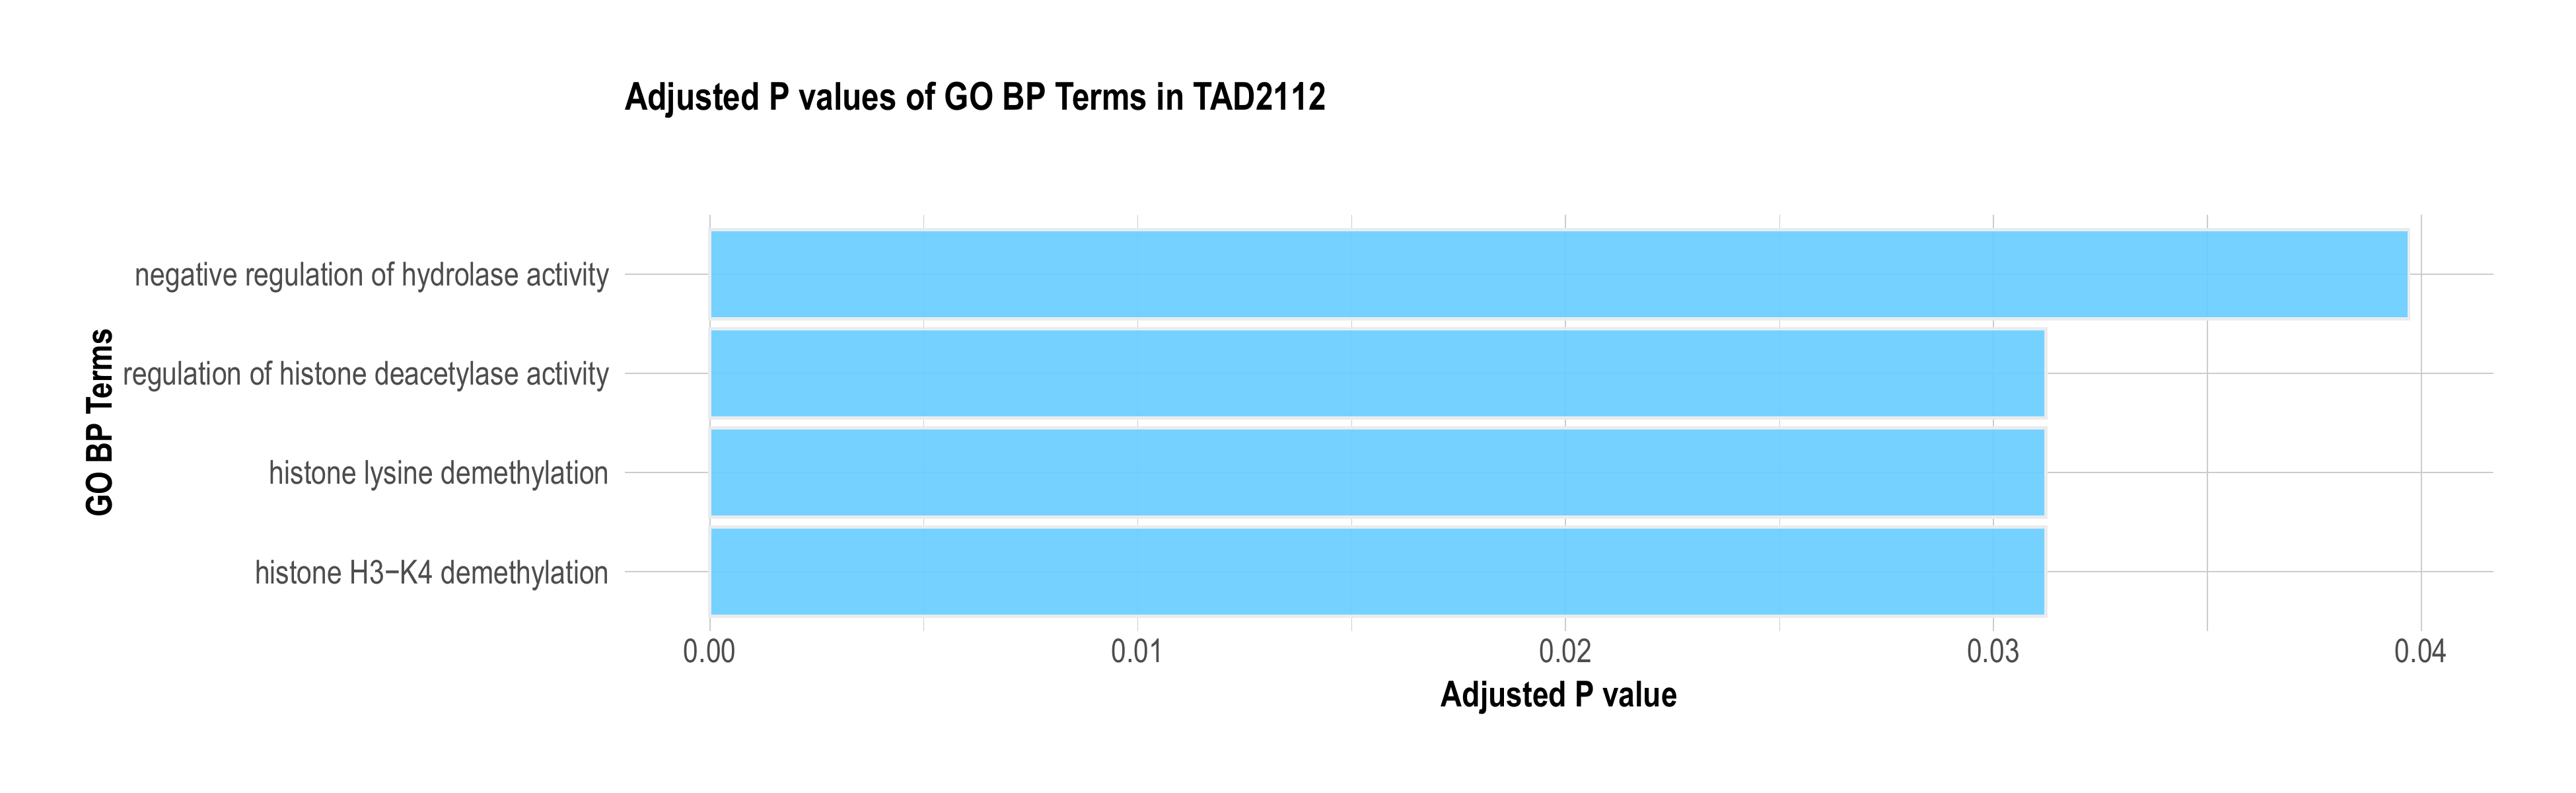 Adjusted P values of GO BP Terms in TAD2112
GO BP Terms
negative regulation of hydrolase activity
regulation of histone deacetylase activity
histone lysine demethylation
histone H3−K4 demethylation
0.00 0.01 0.02 0.03 0.04
Adjusted P value